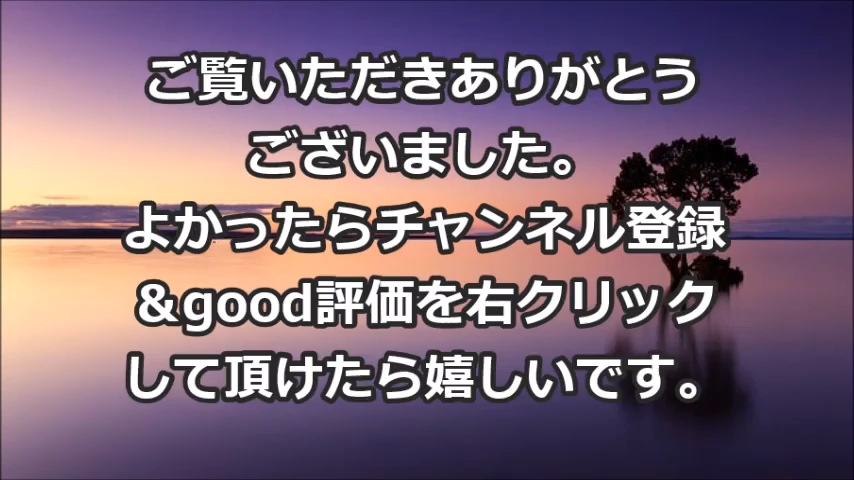 ご覧いただきありがとう
ございました。
よかったらチャンネル登録
＆good評価を右クリック
して頂けたら嬉しいです。